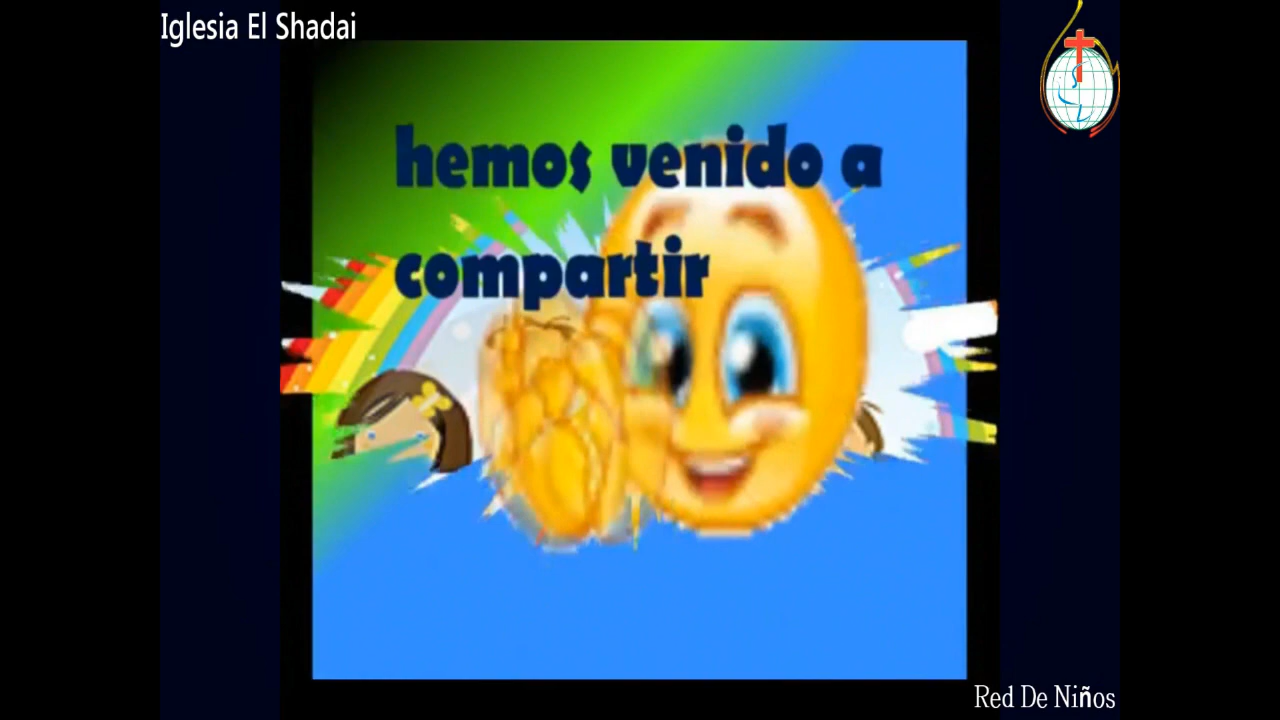 Iglesia El Shadai
hemos venido a
compartir
Red De Niños